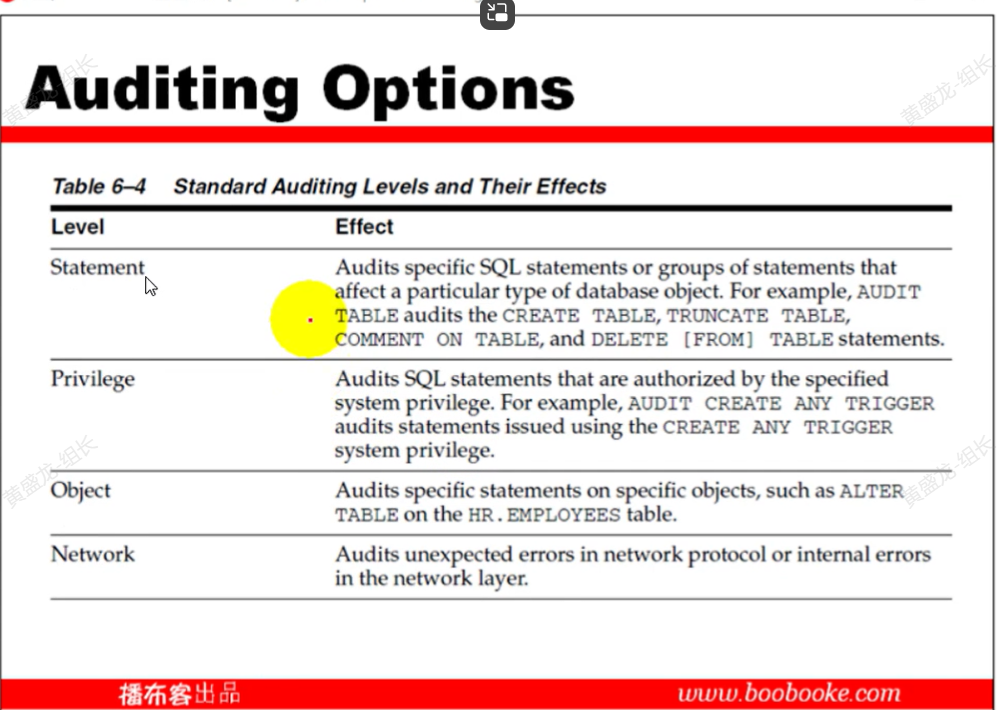 Auditing Options
Table 6–4 Standard Auditing Levels and Their Effects
Level Effect
Statement Audits specific SQL statements or groups of statements that
affect a particular type of database object. For example, AUDIT
TABLE audits the CREATE TABLE, TRUNCATE TABLE,
COMMENT ON TABLE, and DELETE [FROM] TABLE statements.
Privilege Audits SQL statements that are authorized by the specified
system privilege. For example, AUDIT CREATE ANY TRIGGER
audits statements issued using the CREATE ANY TRIGGER
system privilege.
Object Audits specific statements on specific objects, such as ALTER
TABLE on the HR.EMPLOYEES table.
Network Audits unexpected errors in network protocol or internal errors
in the network layer.
播布客出品 www.boobooke.com
黄盛龙-组长
黄盛龙-组长
黄盛龙-组长
黄盛龙-组长